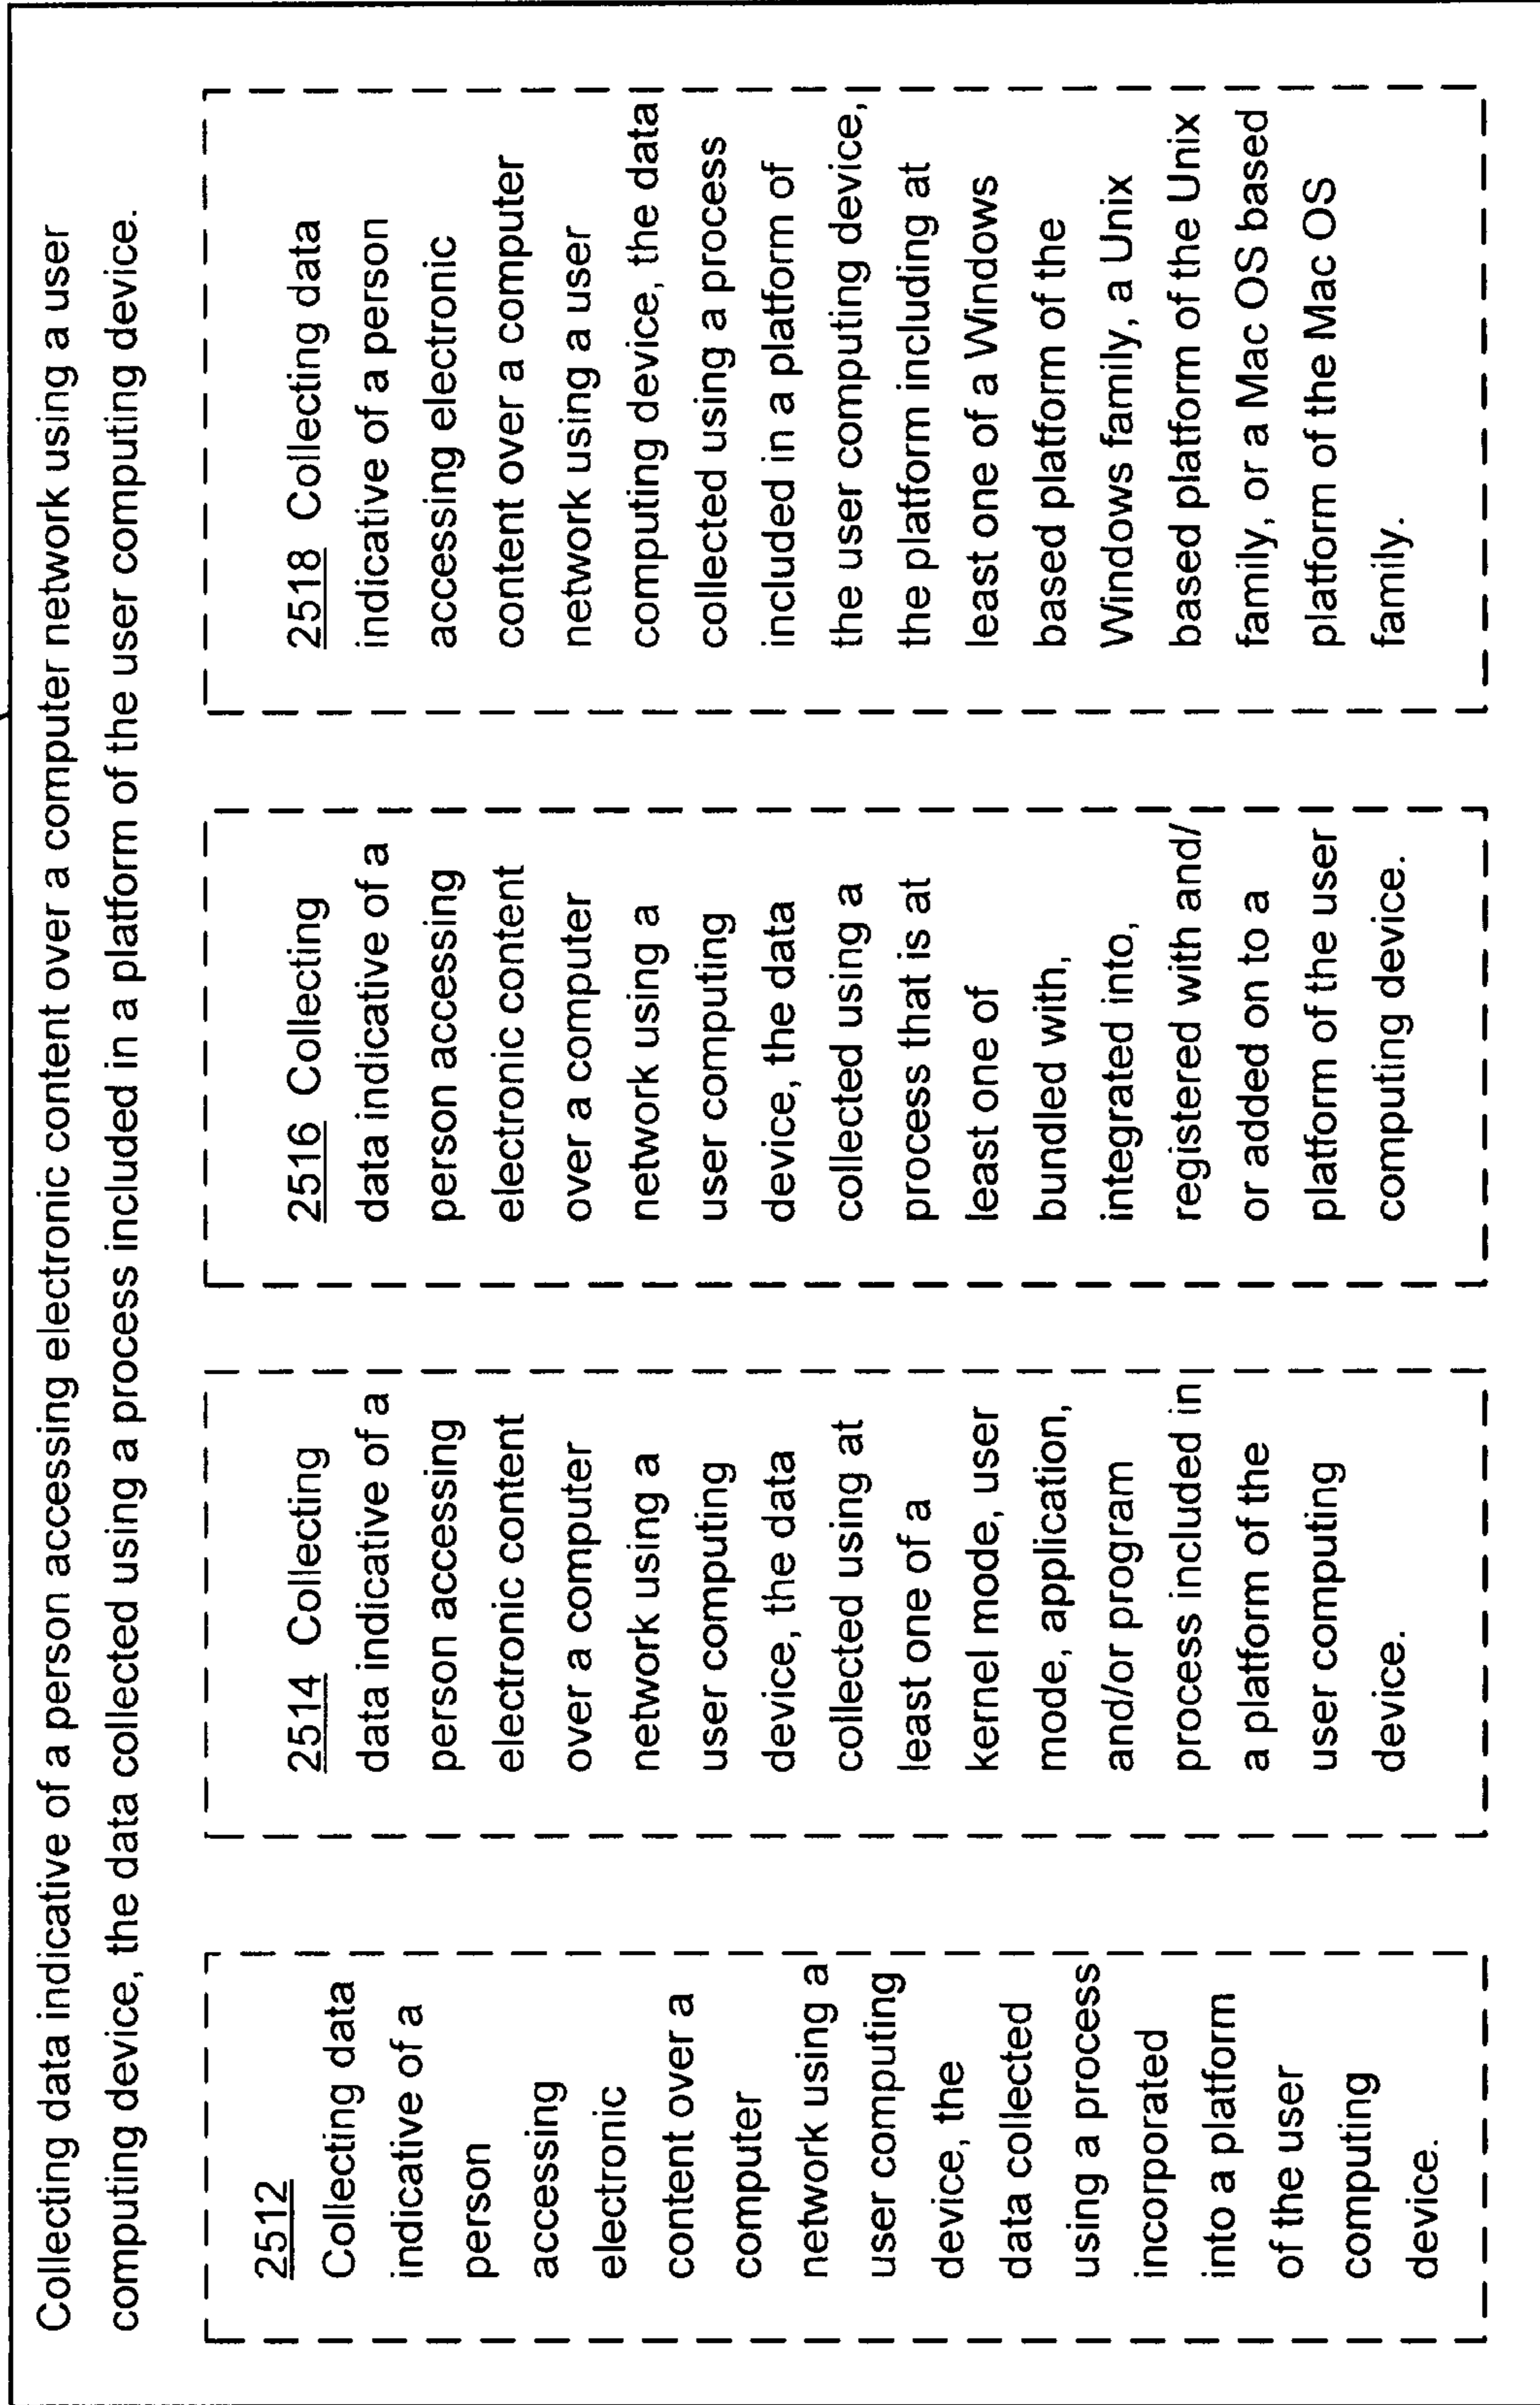 Collecting data indicative of a person accessing electronic content over a computer network using a user
computing device, the data collected using a process included in a platform of the user computing device.
2512
Collecting data
indicative of a
person
accessing
electronic
content over a
computer
network using a
user computing
device, the
data collected
using a process
incorporated
into a platform
of the user
computing
device.
2514 Collecting
data indicative of a
person accessing
electronic content
over a computer
network using a
user computing
device, the data
collected using at
least one of a
kernel mode, user
mode, application,
and/or program
process included in
a platform of the
user computing
device.
2516 Collecting
data indicative of a
person accessing
electronic content
over a computer
network using a
user computing
device, the data
collected using a
process that is at
least one of
bundled with,
integrated into,
registered with and/
or added on to a
platform of the user
computing device.
2518 Collecting data
indicative of a person
accessing electronic
content over a computer
network using a user
computing device, the data
collected using a process
included in a platform of
the user computing device,
the platform including at
least one of a Windows
based platform of the
Windows family, a Unix
based platform of the Unix
family, or a Mac OS based
platform of the Mac OS
family.